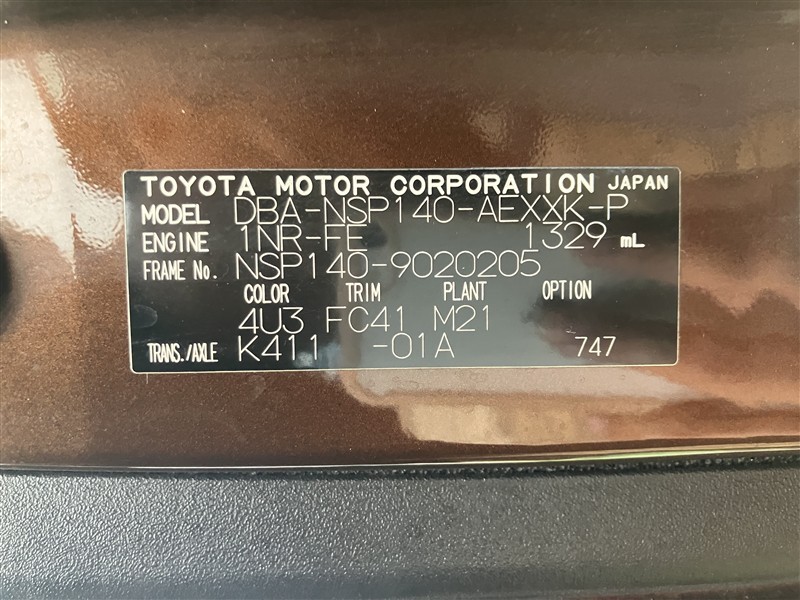 TOYOTA MOTOR CORPORATION JAPAN
MODEL DBA-NSP140-AEXXK-P
ENGINE 1NR-FE 1329 mL
FRAME No. NSP140-9020205
COLOR TRIM PLANT OPTION
4U3 FC41 M21
TRANS./AXLE K411 -01A 747